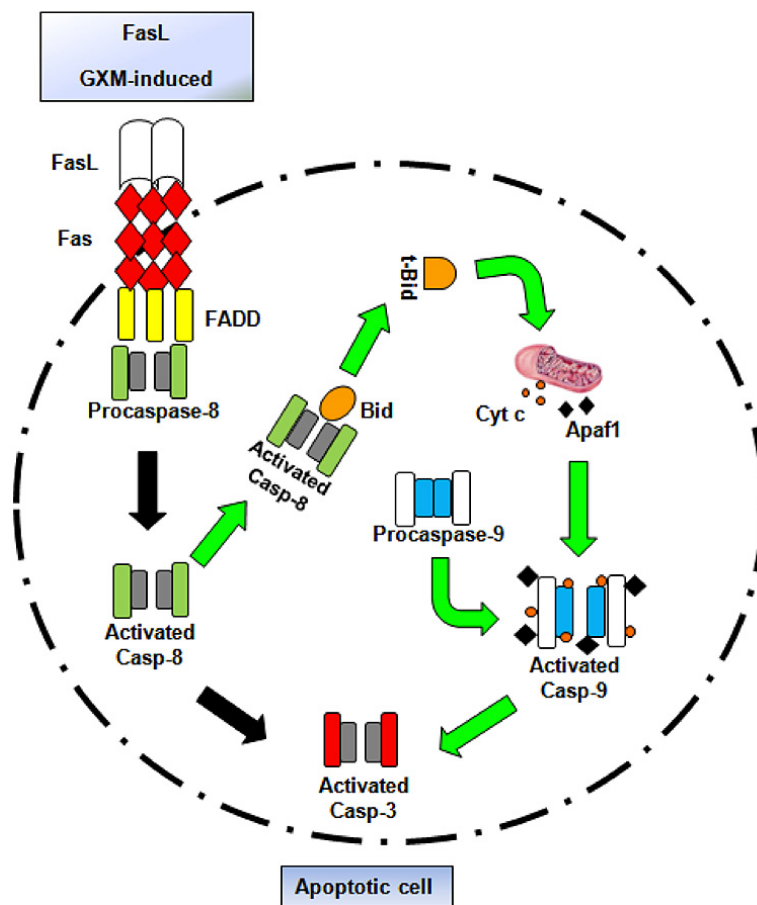 FasL
GXM-induced
FasL
Fas
FADD
Procaspase-8
t-Bid
Bid
Activated
Casp-8
Cyt c
Apaf1
Procaspase-9
Activated
Casp-8
Activated
Casp-9
Activated
Casp-3
Apoptotic cell